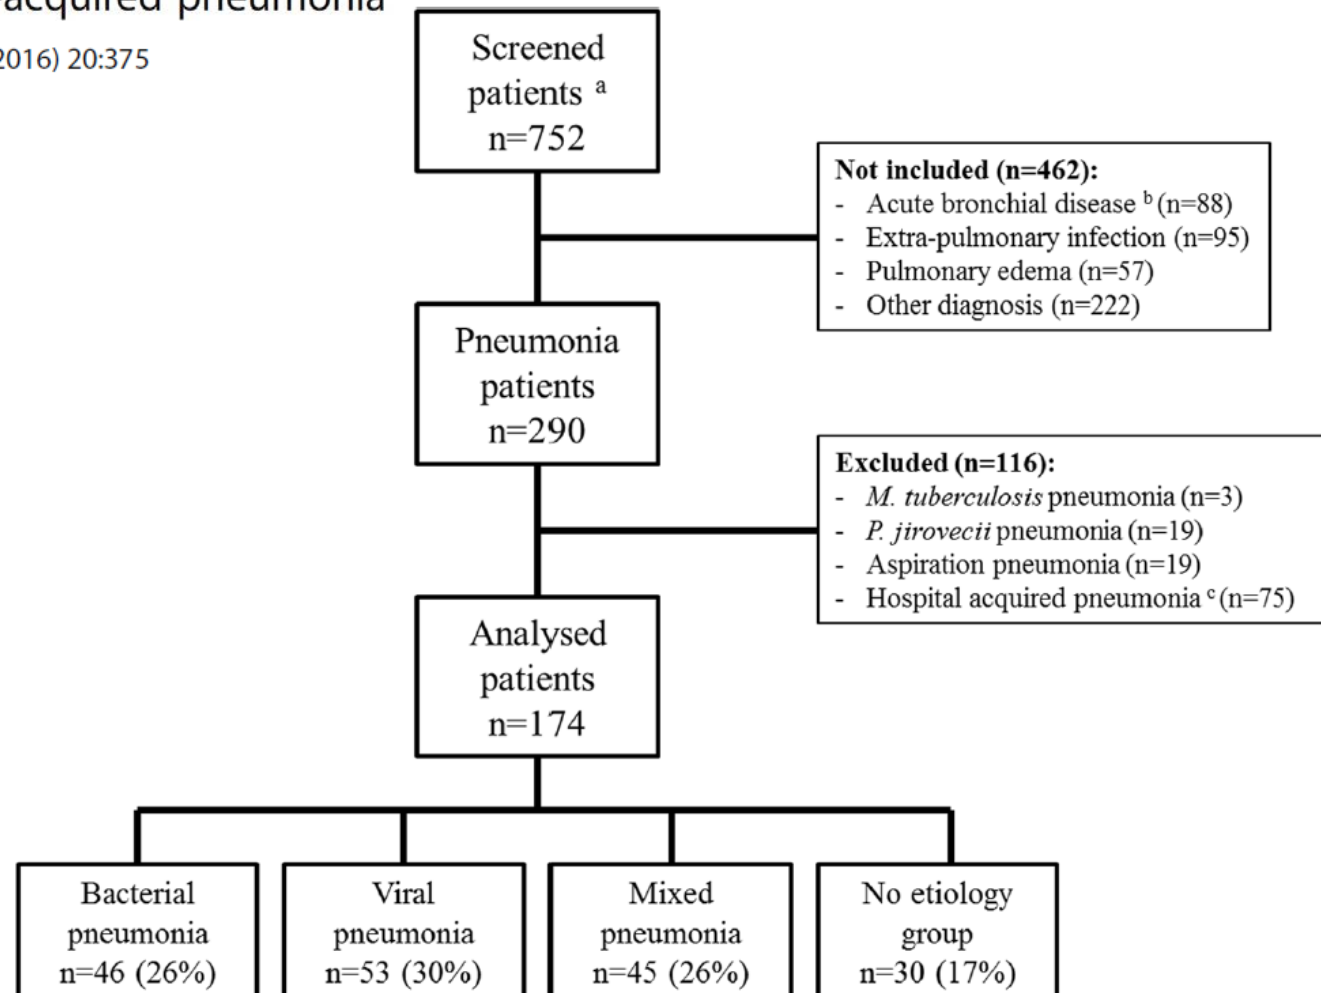 acquired pneumonia
2016) 20:375
Screened
patients a
n=752
Not included (n=462):
- Acute bronchial disease b (n=88)
- Extra-pulmonary infection (n=95)
- Pulmonary edema (n=57)
- Other diagnosis (n=222)
Pneumonia
patients
n=290
Excluded (n=116):
- M. tuberculosis pneumonia (n=3)
- P. jirovecii pneumonia (n=19)
- Aspiration pneumonia (n=19)
- Hospital acquired pneumonia c (n=75)
Analysed
patients
n=174
Bacterial
pneumonia
n=46 (26%)
Viral
pneumonia
n=53 (30%)
Mixed
pneumonia
n=45 (26%)
No etiology
group
n=30 (17%)